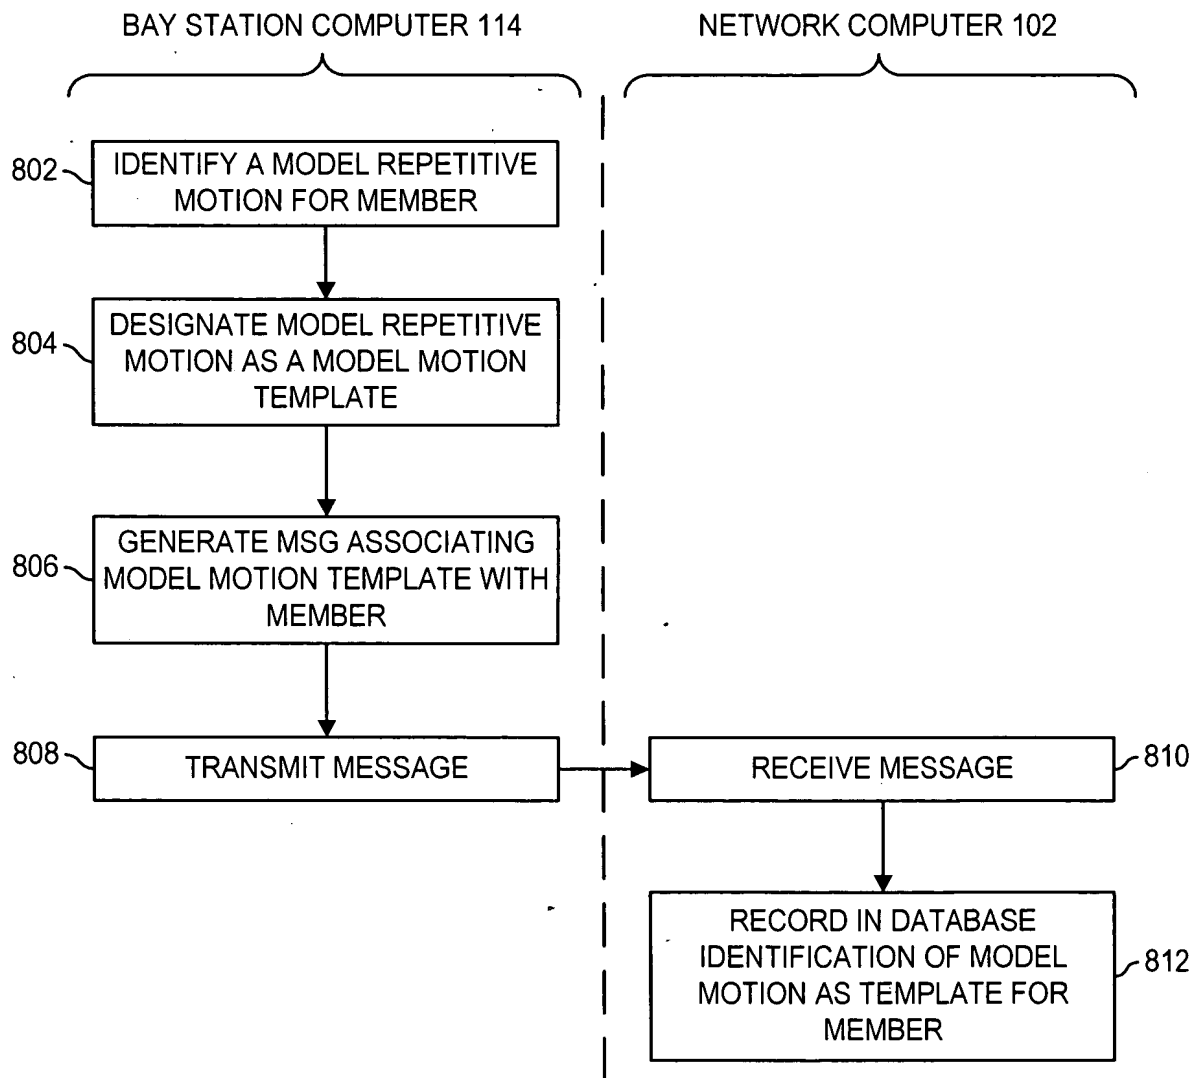 BAY STATION COMPUTER 114
NETWORK COMPUTER 102
802
IDENTIFY A MODEL REPETITIVE
MOTION FOR MEMBER
804
DESIGNATE MODEL REPETITIVE
MOTION AS A MODEL MOTION
TEMPLATE
806
GENERATE MSG ASSOCIATING
MODEL MOTION TEMPLATE WITH
MEMBER
808
TRANSMIT MESSAGE
RECEIVE MESSAGE
810
RECORD IN DATABASE
IDENTIFICATION OF MODEL
MOTION AS TEMPLATE FOR
MEMBER
812